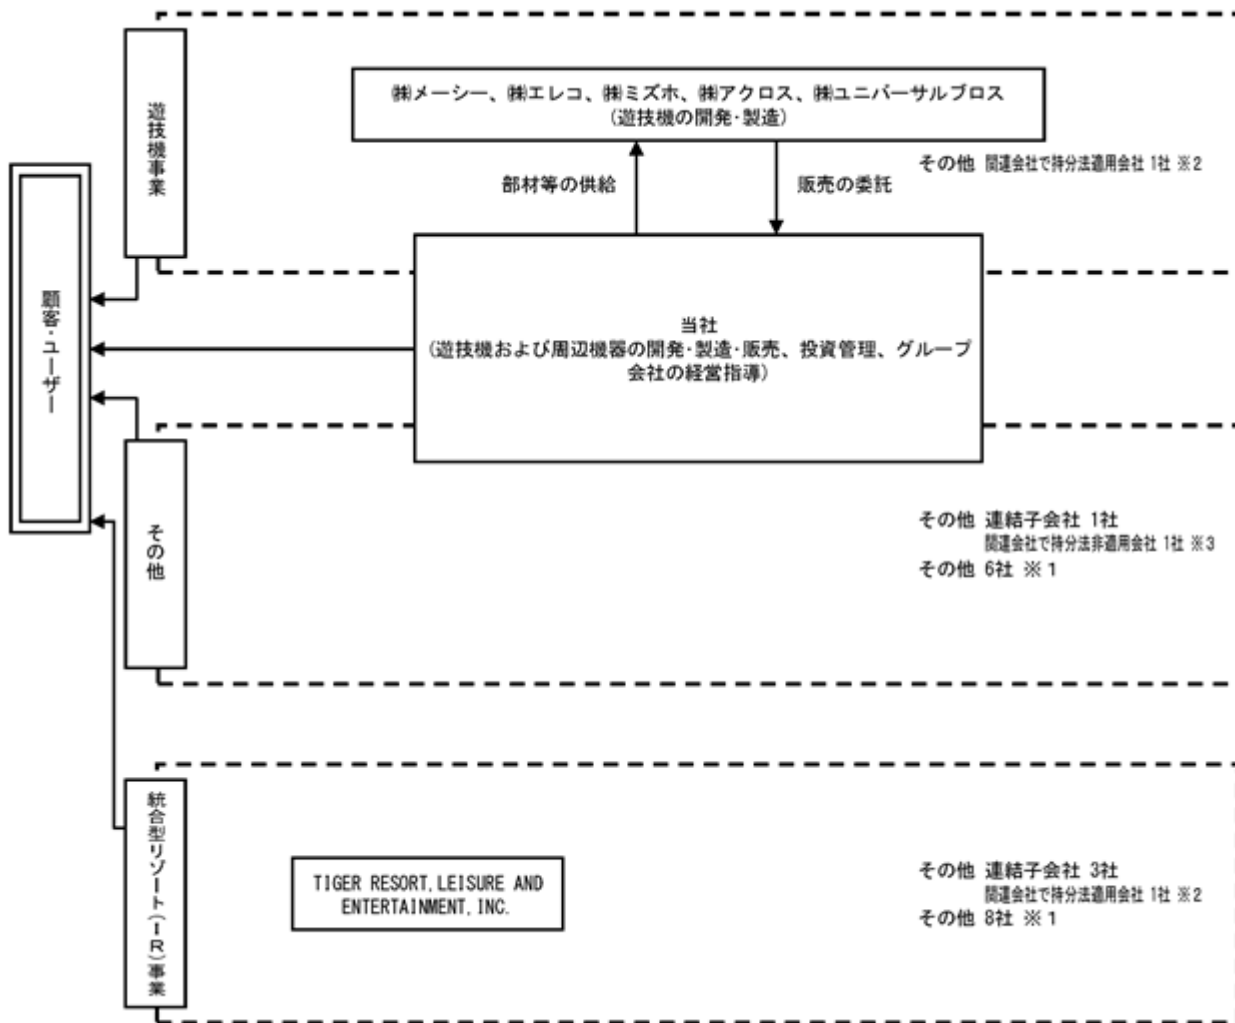 遊技機事業
㈱メーシー、㈱エレコ、㈱ミズホ、㈱アクロス、㈱ユニバーサルブロス
(遊技機の開発・製造)
部材等の供給
販売の委託
その他 関連会社で持分法適用会社 1社 ※2
顧客・ユーザー
当社
(遊技機および周辺機器の開発・製造・販売、投資管理、グループ
会社の経営指導)
その他
その他 連結子会社 1社
関連会社で持分法非適用会社 1社 ※3
その他 6社 ※1
統合型リゾート(IR)事業
TIGER RESORT, LEISURE AND
ENTERTAINMENT, INC.
その他 連結子会社 3社
関連会社で持分法適用会社 1社 ※2
その他 8社 ※1